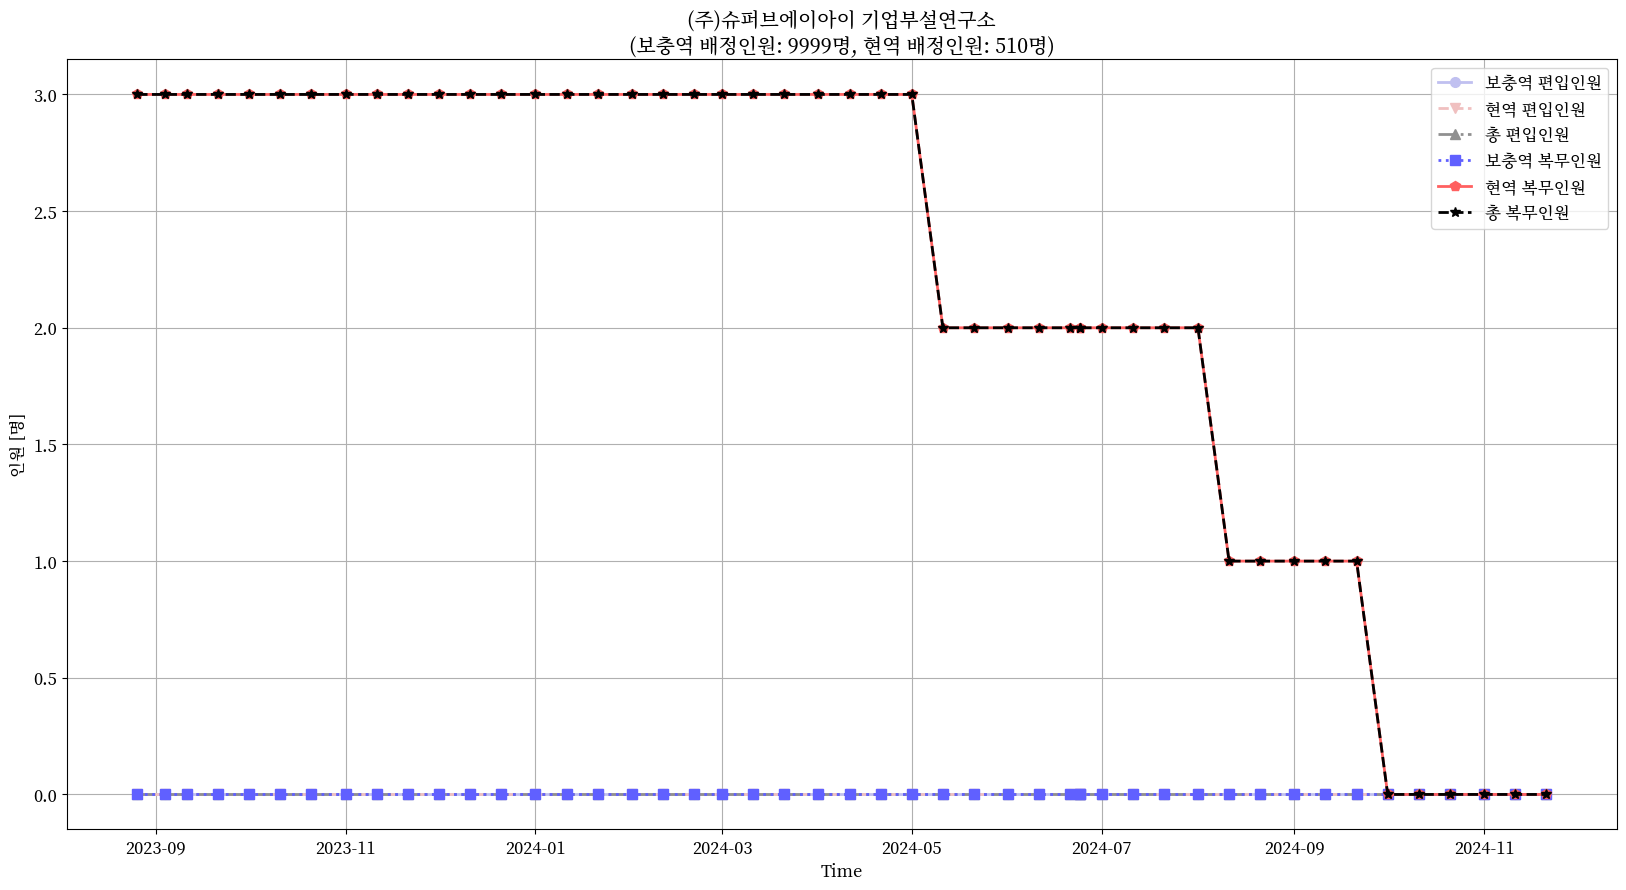 (주)슈퍼브에이아이 기업부설연구소
(보충역 배정인원: 9999명, 현역 배정인원: 510명)
보충역 편입인원
현역 편입인원
총 편입인원
보충역 복무인원
현역 복무인원
총 복무인원
인원 [명]
3.0
2.5
2.0
1.5
1.0
0.5
0.0
2023-09
2023-11
2024-01
2024-03
2024-05
2024-07
2024-09
2024-11
Time